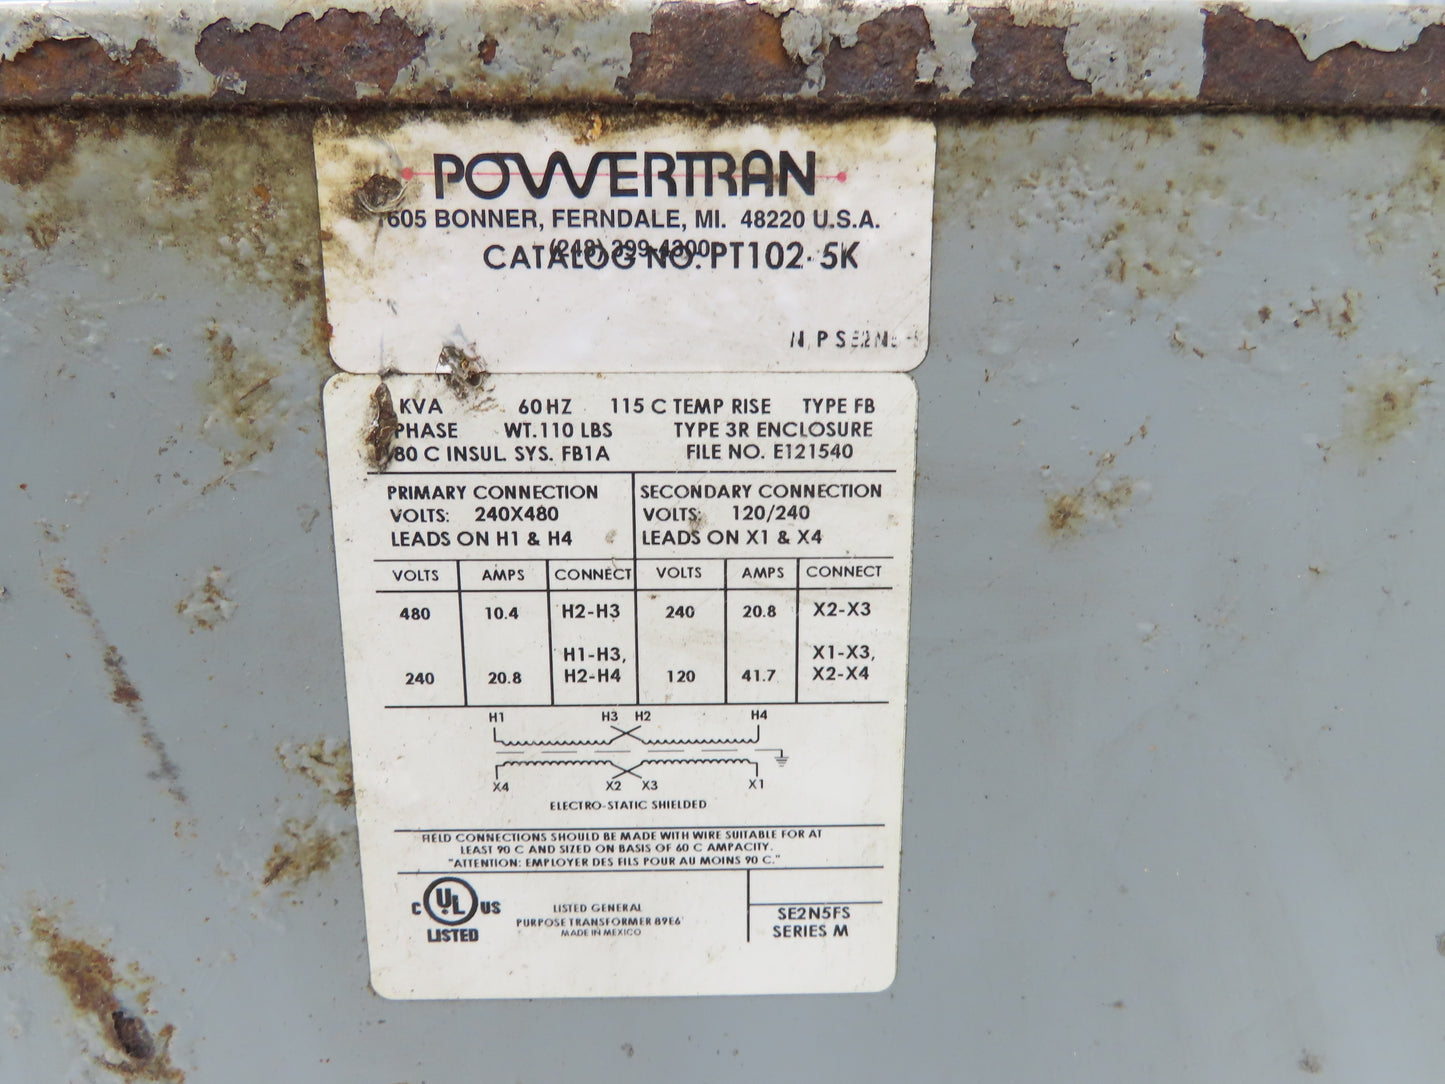 POWERTRAN
1605 BONNER, FERNDALE, MI. 48220 U.S.A.
(248) 399-4300
CATALOG NO. PT102-5K
N.P SE2N5
KVA 60 HZ 115 C TEMP RISE TYPE FB
PHASE WT. 110 LBS TYPE 3R ENCLOSURE
80 C INSUL. SYS. FB1A FILE NO. E121540
PRIMARY CONNECTION SECONDARY CONNECTION
VOLTS: 240X480 VOLTS: 120/240
LEADS ON H1 & H4 LEADS ON X1 & X4
VOLTS AMPS CONNECT VOLTS AMPS CONNECT
480 10.4 H2-H3 240 20.8 X2-X3
H1-H3, X1-X3,
240 20.8 H2-H4 120 41.7 X2-X4
H1 H3 H2 H4
X4 X2 X3 X1
ELECTRO-STATIC SHIELDED
FIELD CONNECTIONS SHOULD BE MADE WITH WIRE SUITABLE FOR AT
LEAST 90 C AND SIZED ON BASIS OF 60 C AMPACITY.
"ATTENTION: EMPLOYER DES FILS POUR AU MOINS 90 C."
C UL US
LISTED
LISTED GENERAL
PURPOSE TRANSFORMER 89E6
MADE IN MEXICO
SE2N5FS
SERIES M